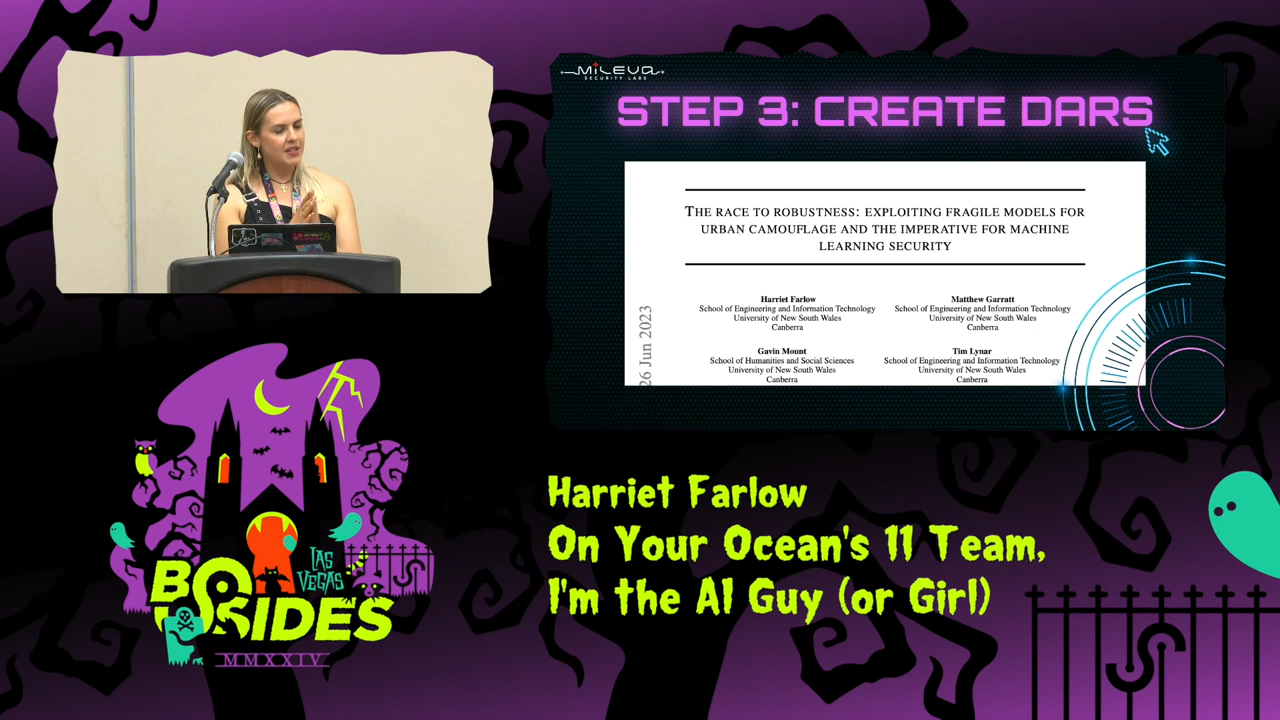 MiLEVA
SECURITY LABS
STEP 3: CREATE DARS
THE RACE TO ROBUSTNESS: EXPLOITING FRAGILE MODELS FOR
URBAN CAMOUFLAGE AND THE IMPERATIVE FOR MACHINE
LEARNING SECURITY
Harriet Farlow
School of Engineering and Information Technology
University of New South Wales
Canberra
Matthew Garratt
School of Engineering and Information Technology
University of New South Wales
Canberra
Gavin Mount
School of Humanities and Social Sciences
University of New South Wales
Canberra
Tim Lynar
School of Engineering and Information Technology
University of New South Wales
Canberra
26 Jun 2023
LAS
VEGAS
BSIDES
MMXXIV
Harriet Farlow
On Your Ocean's 11 Team,
I'm the AI Guy (or Girl)